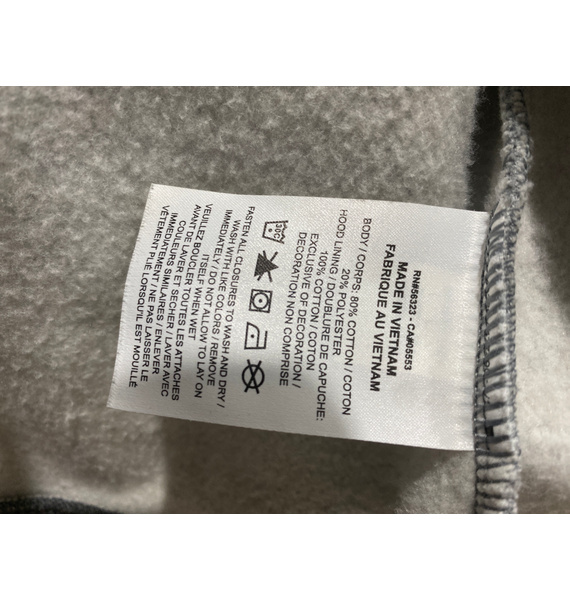 RN#56323 - CA#05553
MADE IN VIETNAM
FABRIQUE AU VIETNAM
BODY / CORPS: 80% COTTON / COTON
20% POLYESTER
HOOD LINING / DOUBLURE DE CAPUCHE:
100% COTTON / COTON
EXCLUSIVE OF DECORATION /
DECORATION NON COMPRISE
30C
FASTEN ALL CLOSURES TO WASH AND DRY /
WASH WITH LIKE COLORS / REMOVE
IMMEDIATELY / DO NOT ALLOW TO LAY ON
ITSELF WHEN WET
VEUILLEZ BOUCLER TOUTES LES ATTACHES
AVANT DE LAVER ET SECHER / LAVER AVEC
COULEURS SIMILAIRES / ENLEVER
IMMEDIATEMENT / NE PAS LAISSER LE
VÊTEMENT PLIÉ LORSQU'IL EST MOUILLÉ